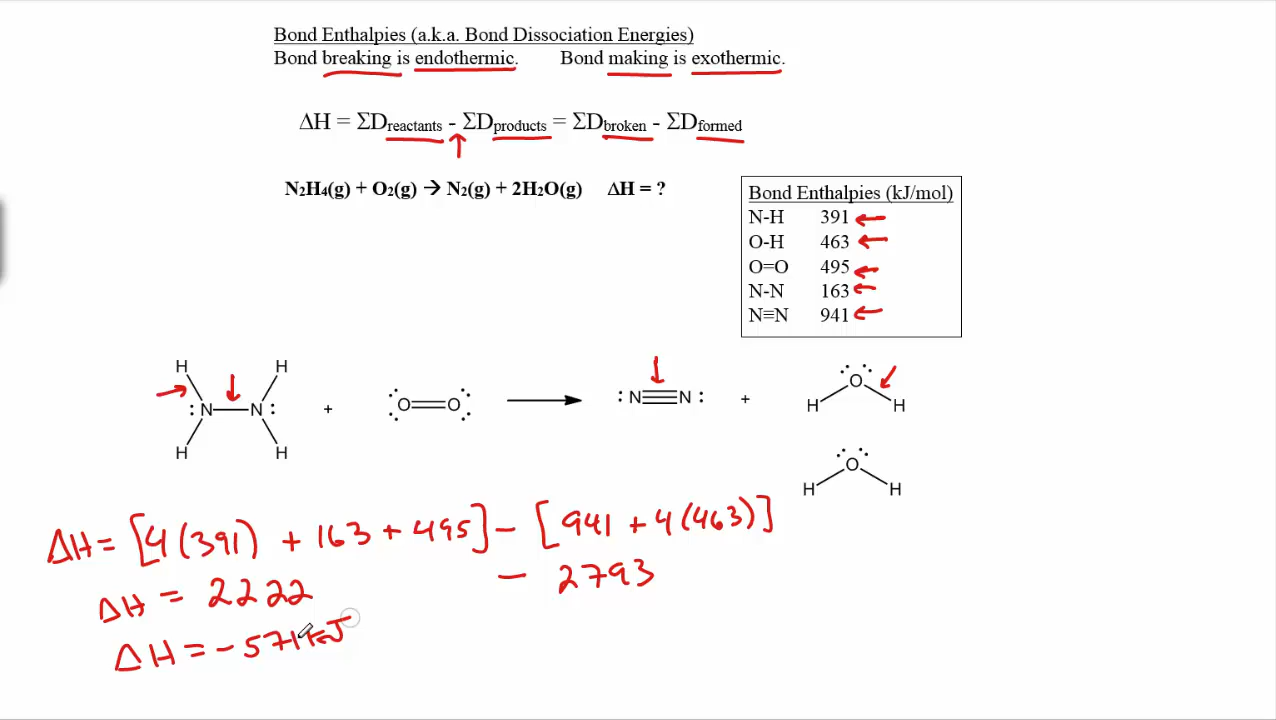 Bond Enthalpies (a.k.a. Bond Dissociation Energies)
Bond breaking is endothermic. Bond making is exothermic.
ΔH = ΣDreactants - ΣDproducts = ΣDbroken - ΣDformed
N2H4(g) + O2(g) → N2(g) + 2H2O(g) ΔH = ?
Bond Enthalpies (kJ/mol)
N-H 391
O-H 463
O=O 495
N-N 163
N≡N 941
H H
:N—N: + O=O → :N≡N: + O
H H
H H
O
H H
ΔH = [4(391) + 163 + 495] - [941 + 4(463)]
ΔH = 2222 - 2793
ΔH = -571 kJ